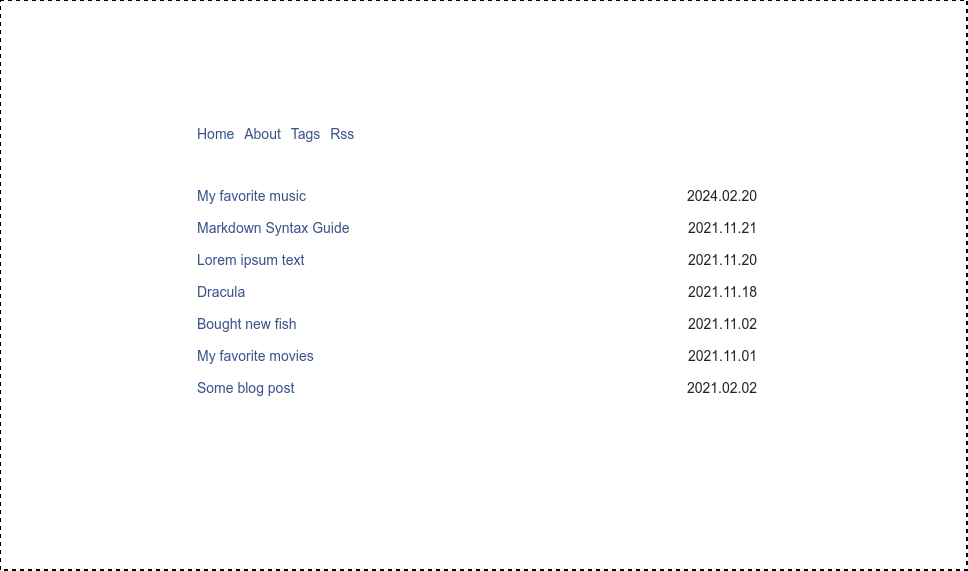 Home About Tags Rss
My favorite music 2024.02.20
Markdown Syntax Guide 2021.11.21
Lorem ipsum text 2021.11.20
Dracula 2021.11.18
Bought new fish 2021.11.02
My favorite movies 2021.11.01
Some blog post 2021.02.02